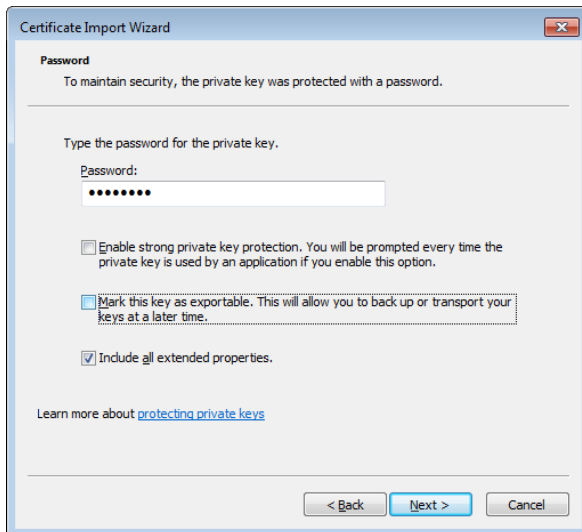 Certificate Import Wizard
Password
To maintain security, the private key was protected with a password.
Type the password for the private key.
Password:
••••••••
Enable strong private key protection. You will be prompted every time the
private key is used by an application if you enable this option.
Mark this key as exportable. This will allow you to back up or transport your
keys at a later time.
Include all extended properties.
Learn more about protecting private keys
< Back
Next >
Cancel